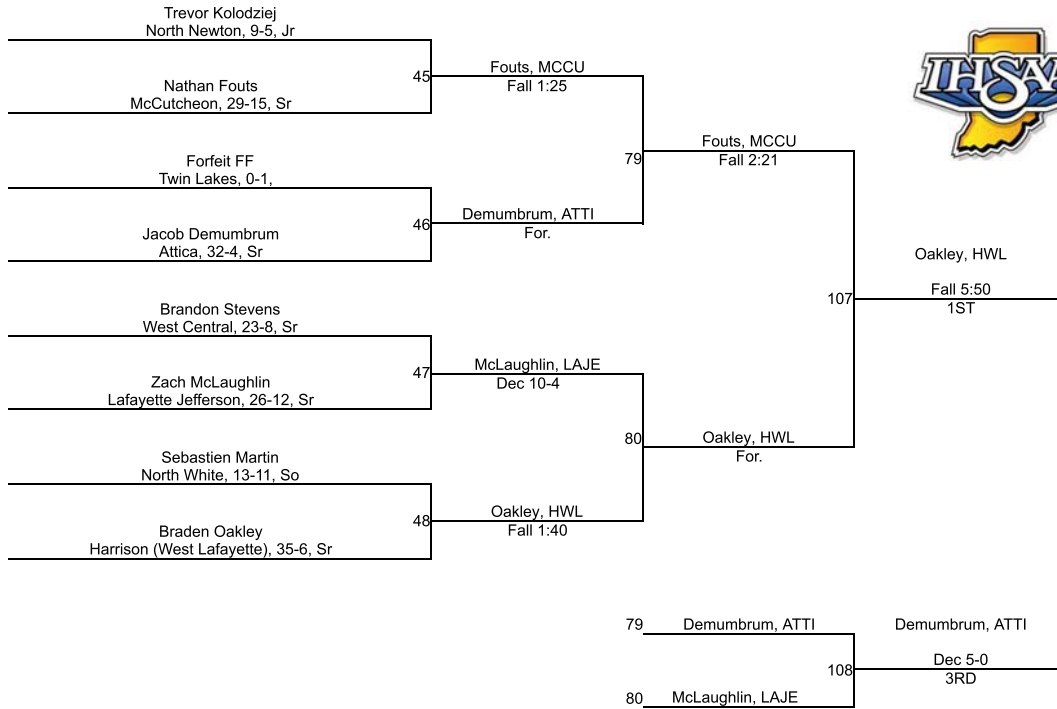 Trevor Kolodziej
North Newton, 9-5, Jr
45
Nathan Fouts
McCutcheon, 29-15, Sr
Fouts, MCCU
Fall 1:25
Forfeit FF
Twin Lakes, 0-1,
46
Jacob Demumbrum
Attica, 32-4, Sr
Demumbrum, ATTI
For.
79
Fouts, MCCU
Fall 2:21
Brandon Stevens
West Central, 23-8, Sr
47
Zach McLaughlin
Lafayette Jefferson, 26-12, Sr
McLaughlin, LAJE
Dec 10-4
Sebastien Martin
North White, 13-11, So
48
Braden Oakley
Harrison (West Lafayette), 35-6, Sr
Oakley, HWL
Fall 1:40
80
Oakley, HWL
For.
107
Oakley, HWL
Fall 5:50
1ST
IHSAA
79
Demumbrum, ATTI
108
80
McLaughlin, LAJE
Demumbrum, ATTI
Dec 5-0
3RD